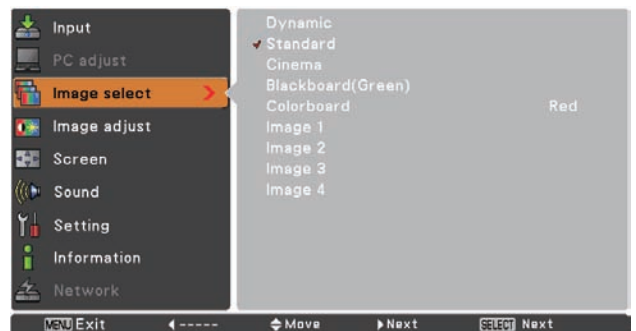 Input
PC adjust
Image select
Image adjust
Screen
Sound
Setting
Information
Network
Dynamic
Standard
Cinema
Blackboard(Green)
Colorboard Red
Image 1
Image 2
Image 3
Image 4
MENU Exit ◀ ----- Move ▶Next SELECT Next